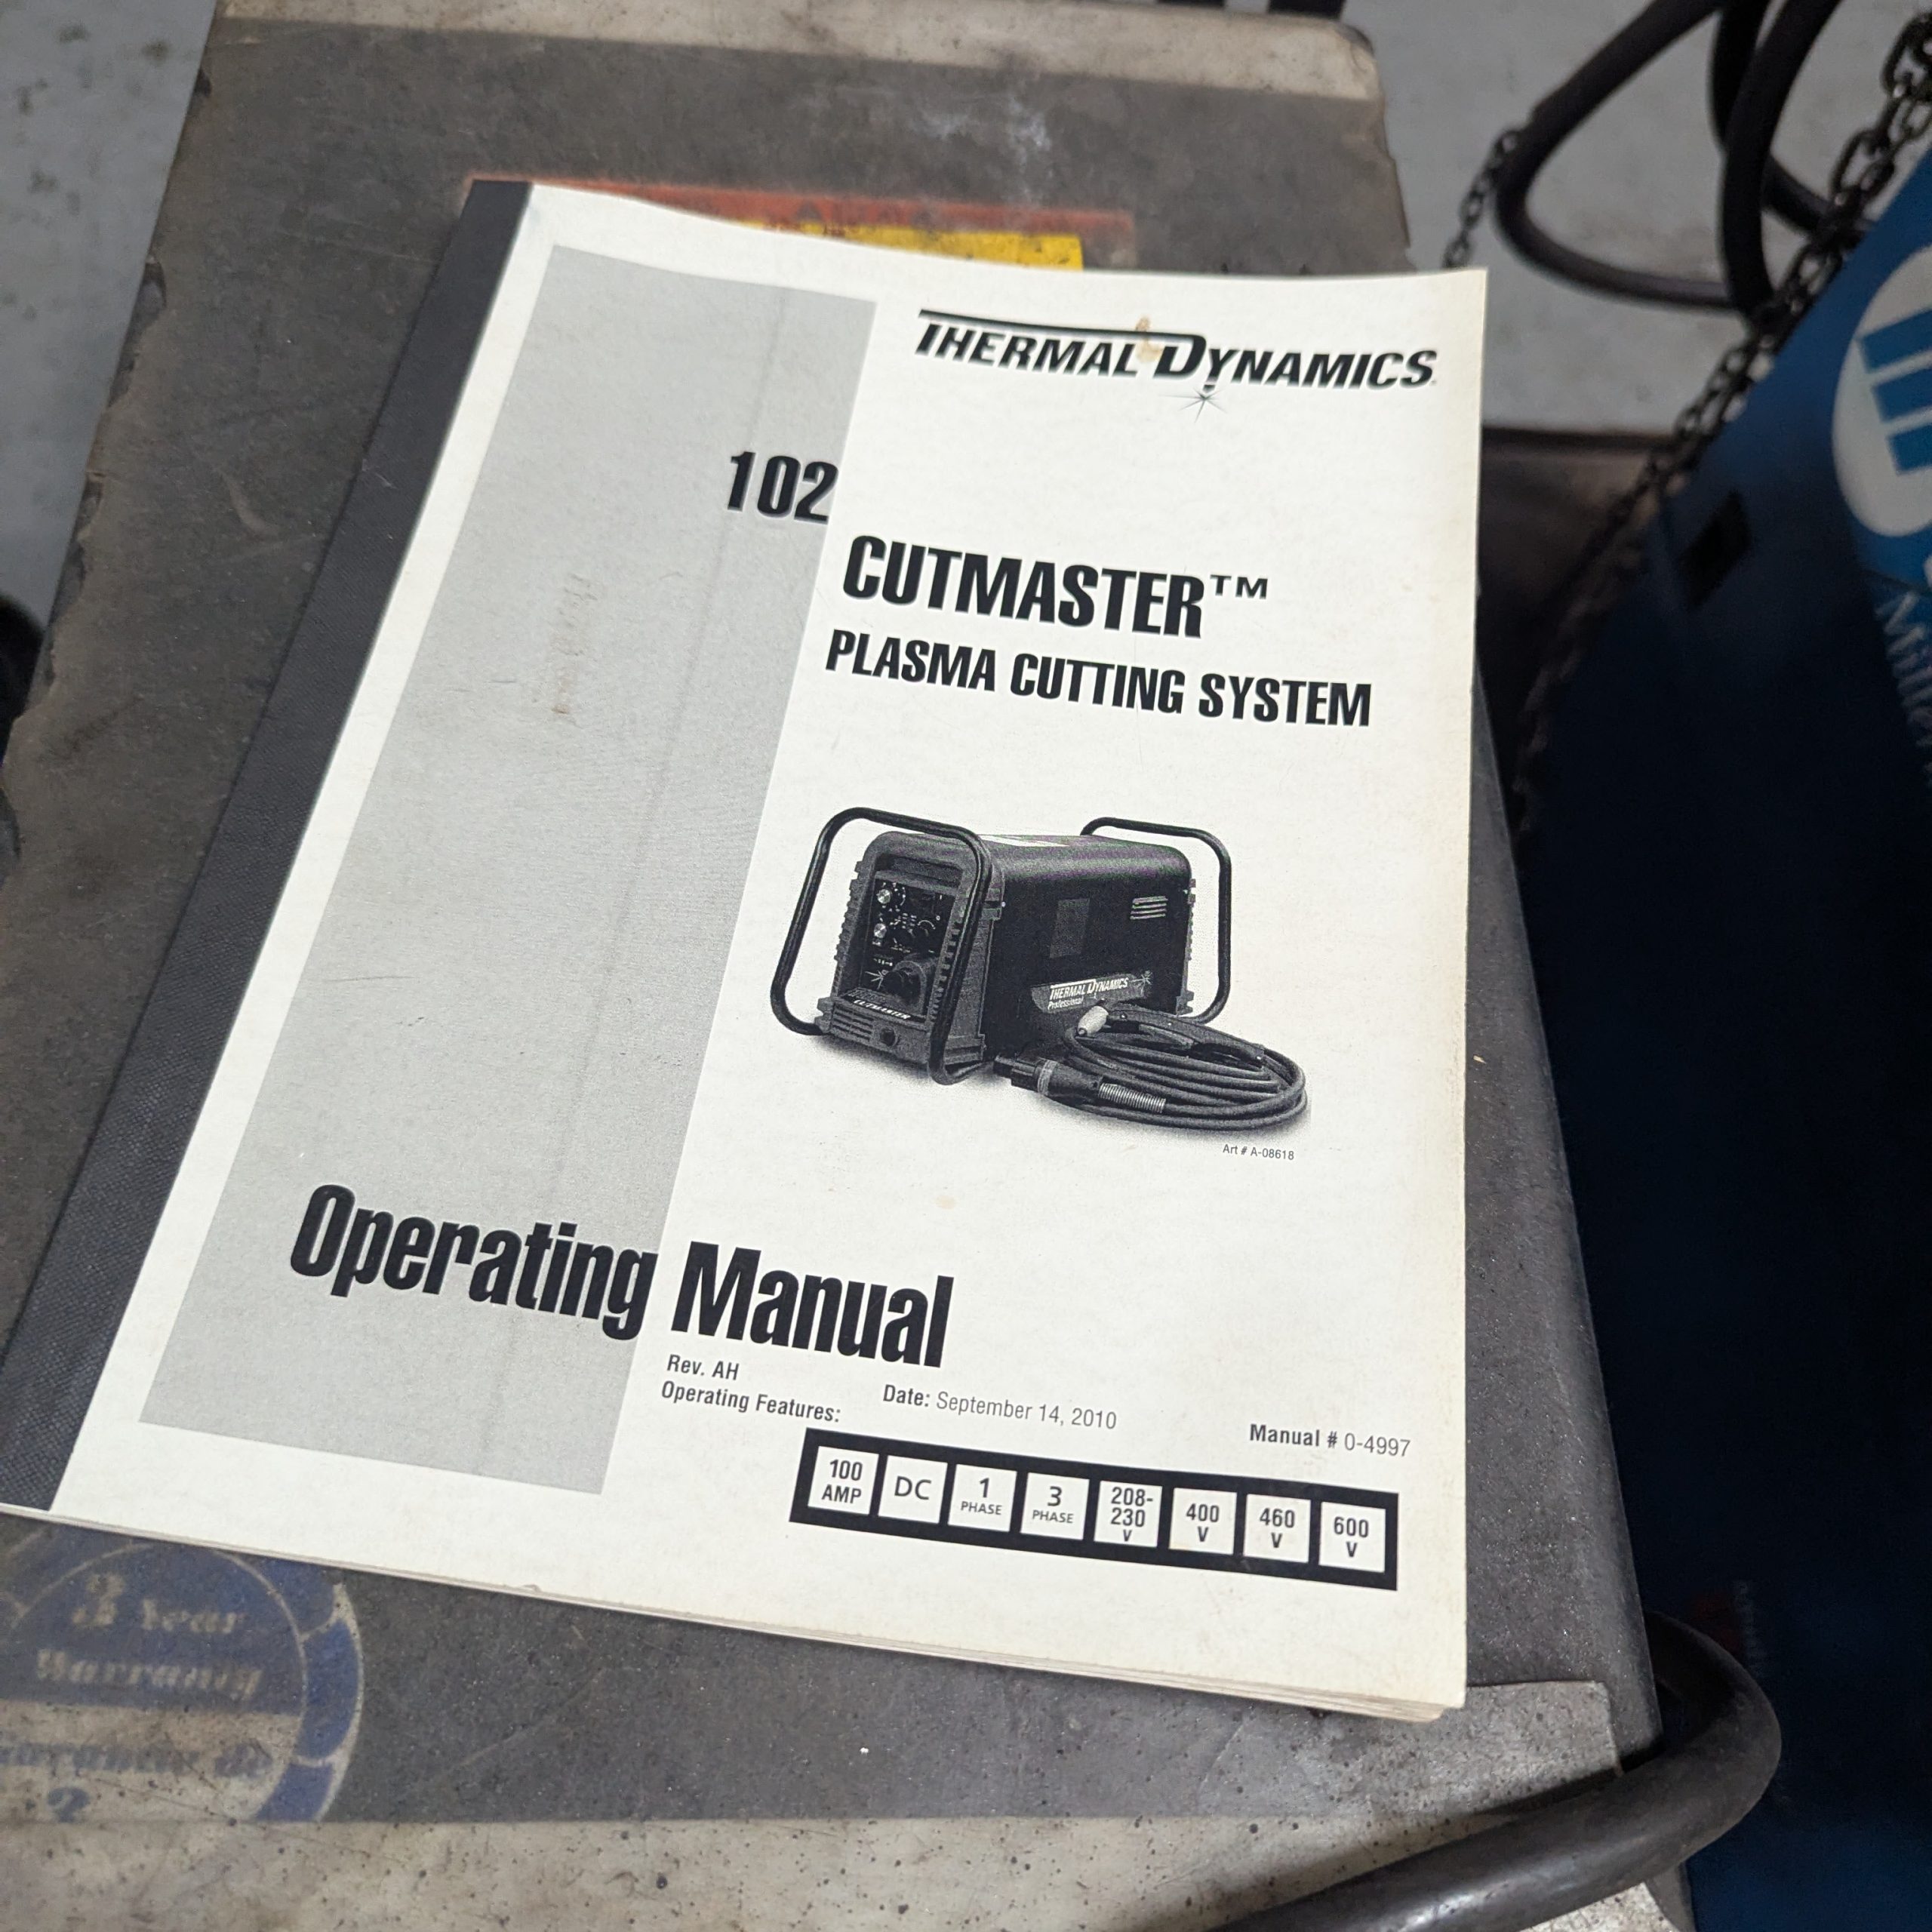 THERMAL DYNAMICS
102
CUTMASTER™
PLASMA CUTTING SYSTEM
THERMAL DYNAMICS
Professional
CUTMASTER
Art # A-08618
Operating Manual
Rev. AH
Date: September 14, 2010
Manual # 0-4997
Operating Features:
100 AMP
DC
1 PHASE
3 PHASE
208-230 V
400 V
460 V
600 V
3 Year
Warranty
Miller